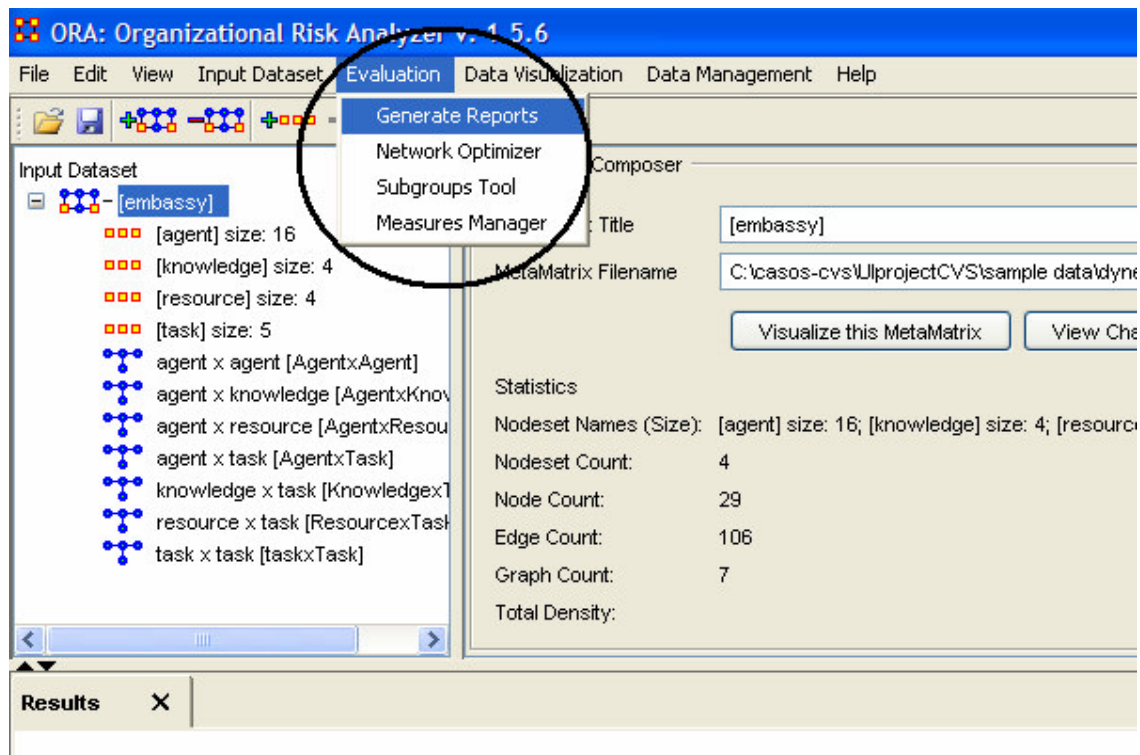 ORA: Organizational Risk Analyzer v. 1.5.6
File Edit View Input Dataset Evaluation Data Visualization Data Management Help
Generate Reports
Network Optimizer
Subgroups Tool
Measures Manager
Input Dataset
[embassy]
[agent] size: 16
[knowledge] size: 4
[resource] size: 4
[task] size: 5
agent x agent [AgentxAgent]
agent x knowledge [AgentxKnow
agent x resource [AgentxResou
agent x task [AgentxTask]
knowledge x task [KnowledgexT
resource x task [ResourcexTask
task x task [taskxTask]
Composer
Title [embassy]
MetaMatrix Filename C:\casos-cvs\UIprojectCVS\sample data\dyne
Visualize this MetaMatrix View Cha
Statistics
Nodeset Names (Size): [agent] size: 16; [knowledge] size: 4; [resourc
Nodeset Count: 4
Node Count: 29
Edge Count: 106
Graph Count: 7
Total Density:
Results X